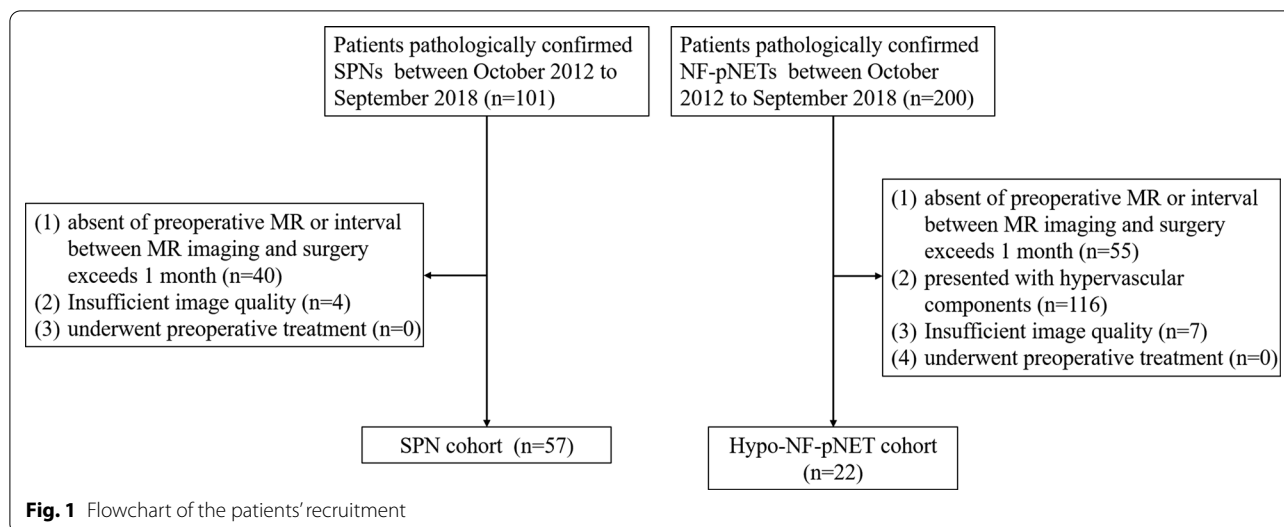 Patients pathologically confirmed
SPNs between October 2012 to
September 2018 (n=101)
Patients pathologically confirmed
NF-pNETs between October
2012 to September 2018 (n=200)
(1) absent of preoperative MR or interval
between MR imaging and surgery
exceeds 1 month (n=40)
(2) Insufficient image quality (n=4)
(3) underwent preoperative treatment (n=0)
(1) absent of preoperative MR or interval
between MR imaging and surgery
exceeds 1 month (n=55)
(2) presented with hypervascular
components (n=116)
(3) Insufficient image quality (n=7)
(4) underwent preoperative treatment (n=0)
SPN cohort (n=57)
Hypo-NF-pNET cohort
(n=22)
Fig. 1 Flowchart of the patients’ recruitment